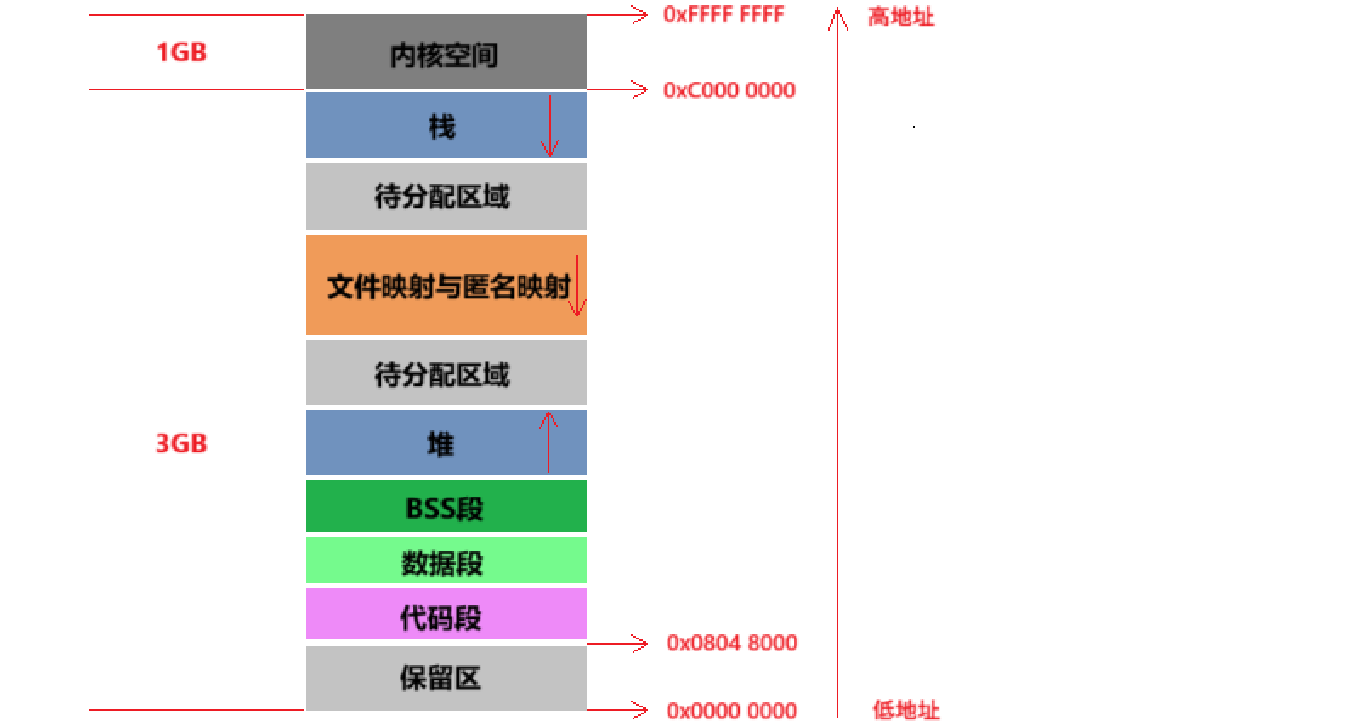 0xFFFF FFFF
高地址
1GB
内核空间
0xC000 0000
栈
待分配区域
文件映射与匿名映射
待分配区域
3GB
堆
BSS段
数据段
代码段
0x0804 8000
保留区
0x0000 0000
低地址